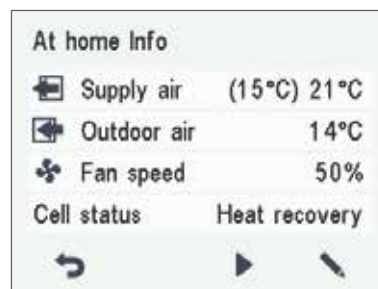 At home Info
Supply air (15°C) 21°C
Outdoor air 14°C
Fan speed 50%
Cell status Heat recovery